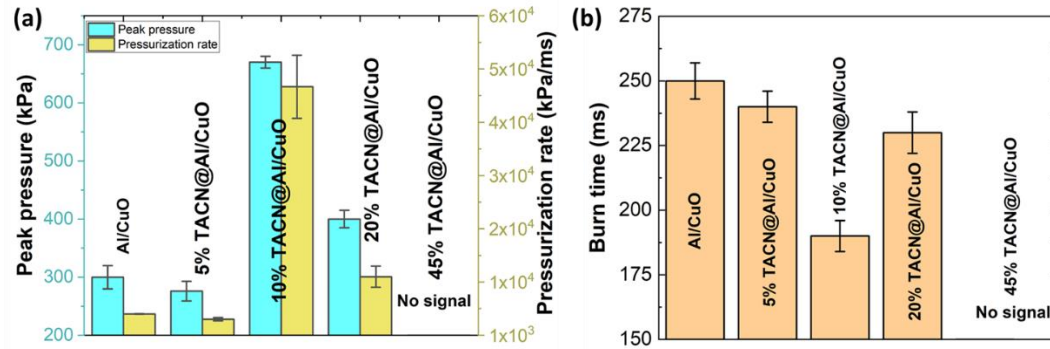 (a)
Peak pressure
Pressurization rate
Peak pressure (kPa)
700
600
500
400
300
200
Al/CuO
5% TACN@Al/CuO
10% TACN@Al/CuO
20% TACN@Al/CuO
45% TACN@Al/CuO
No signal
6x10⁴
5x10⁴
4x10⁴
3x10⁴
2x10⁴
1x10⁴
1x10³
Pressurization rate (kPa/ms)
(b)
Burn time (ms)
275
250
225
200
175
150
Al/CuO
5% TACN@Al/CuO
10% TACN@Al/CuO
20% TACN@Al/CuO
45% TACN@Al/CuO
No signal